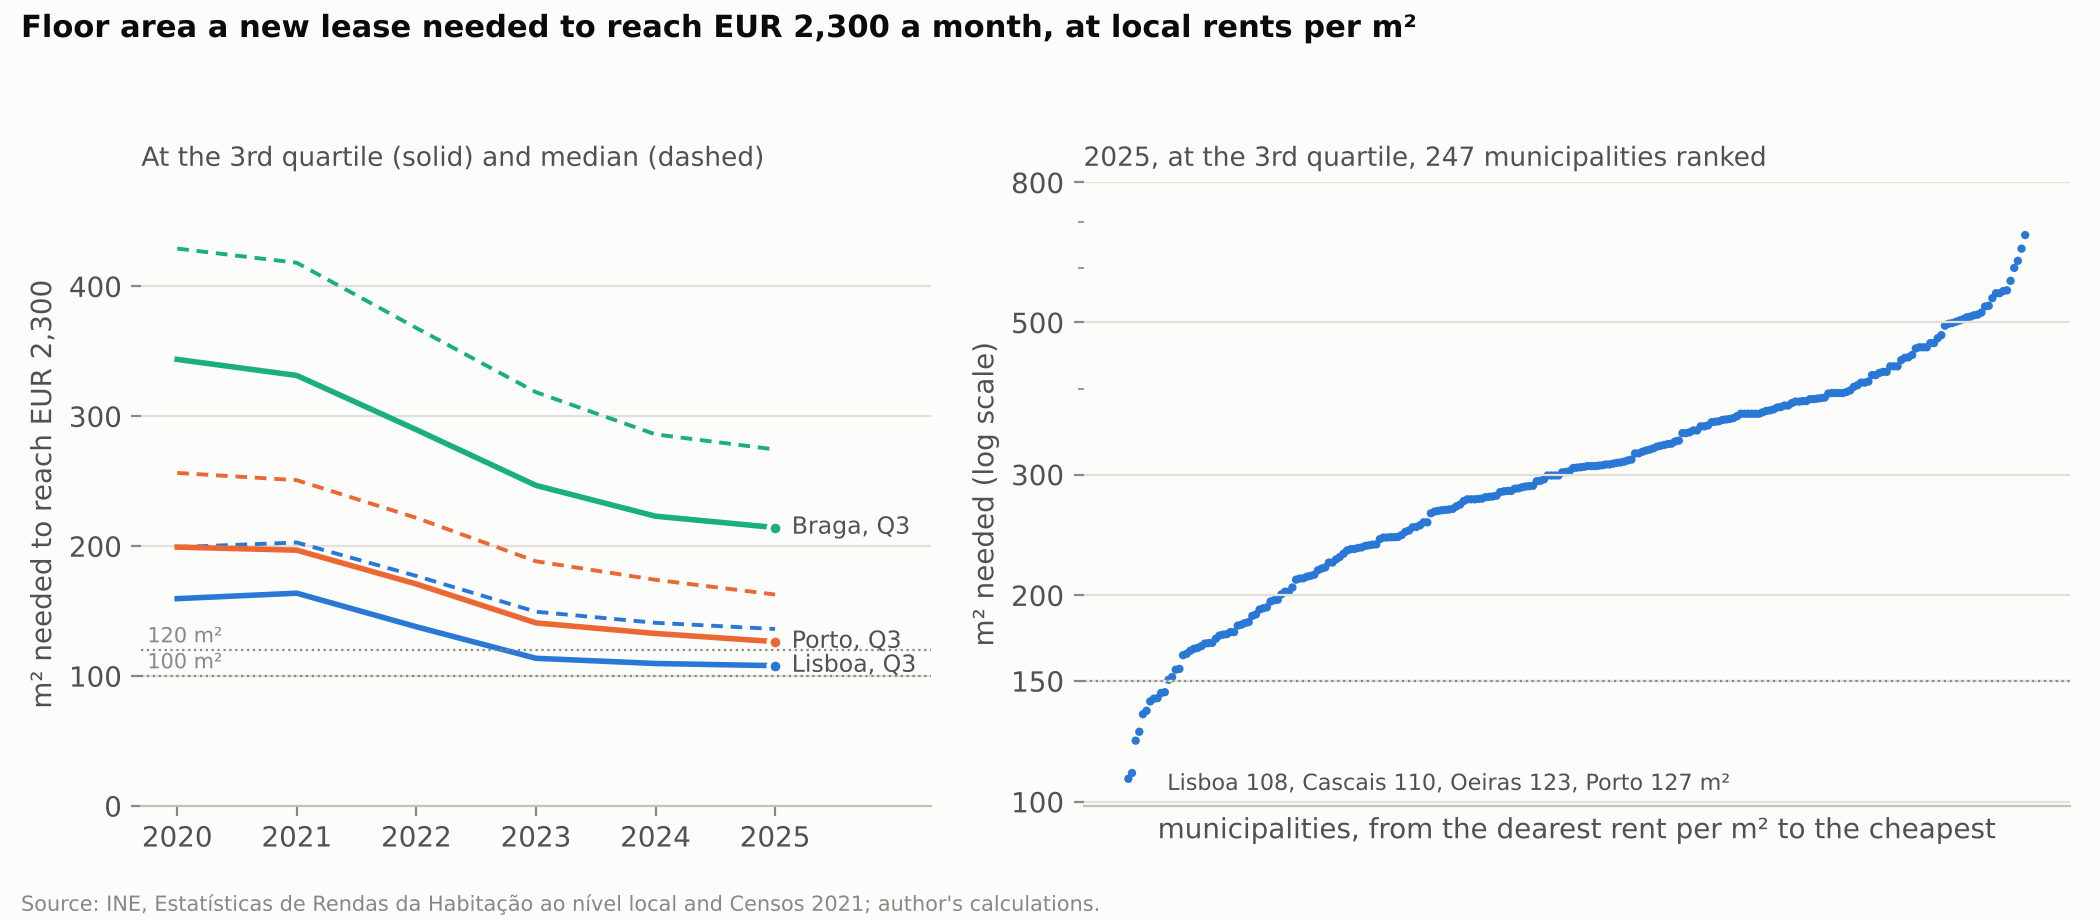 Floor area a new lease needed to reach EUR 2,300 a month, at local rents per m²
At the 3rd quartile (solid) and median (dashed)
m² needed to reach EUR 2,300
400
300
200
100
0
120 m²
100 m²
Braga, Q3
Porto, Q3
Lisboa, Q3
2020 2021 2022 2023 2024 2025
2025, at the 3rd quartile, 247 municipalities ranked
m² needed (log scale)
800
500
300
200
150
100
Lisboa 108, Cascais 110, Oeiras 123, Porto 127 m²
municipalities, from the dearest rent per m² to the cheapest
Source: INE, Estatísticas de Rendas da Habitação ao nível local and Censos 2021; author's calculations.